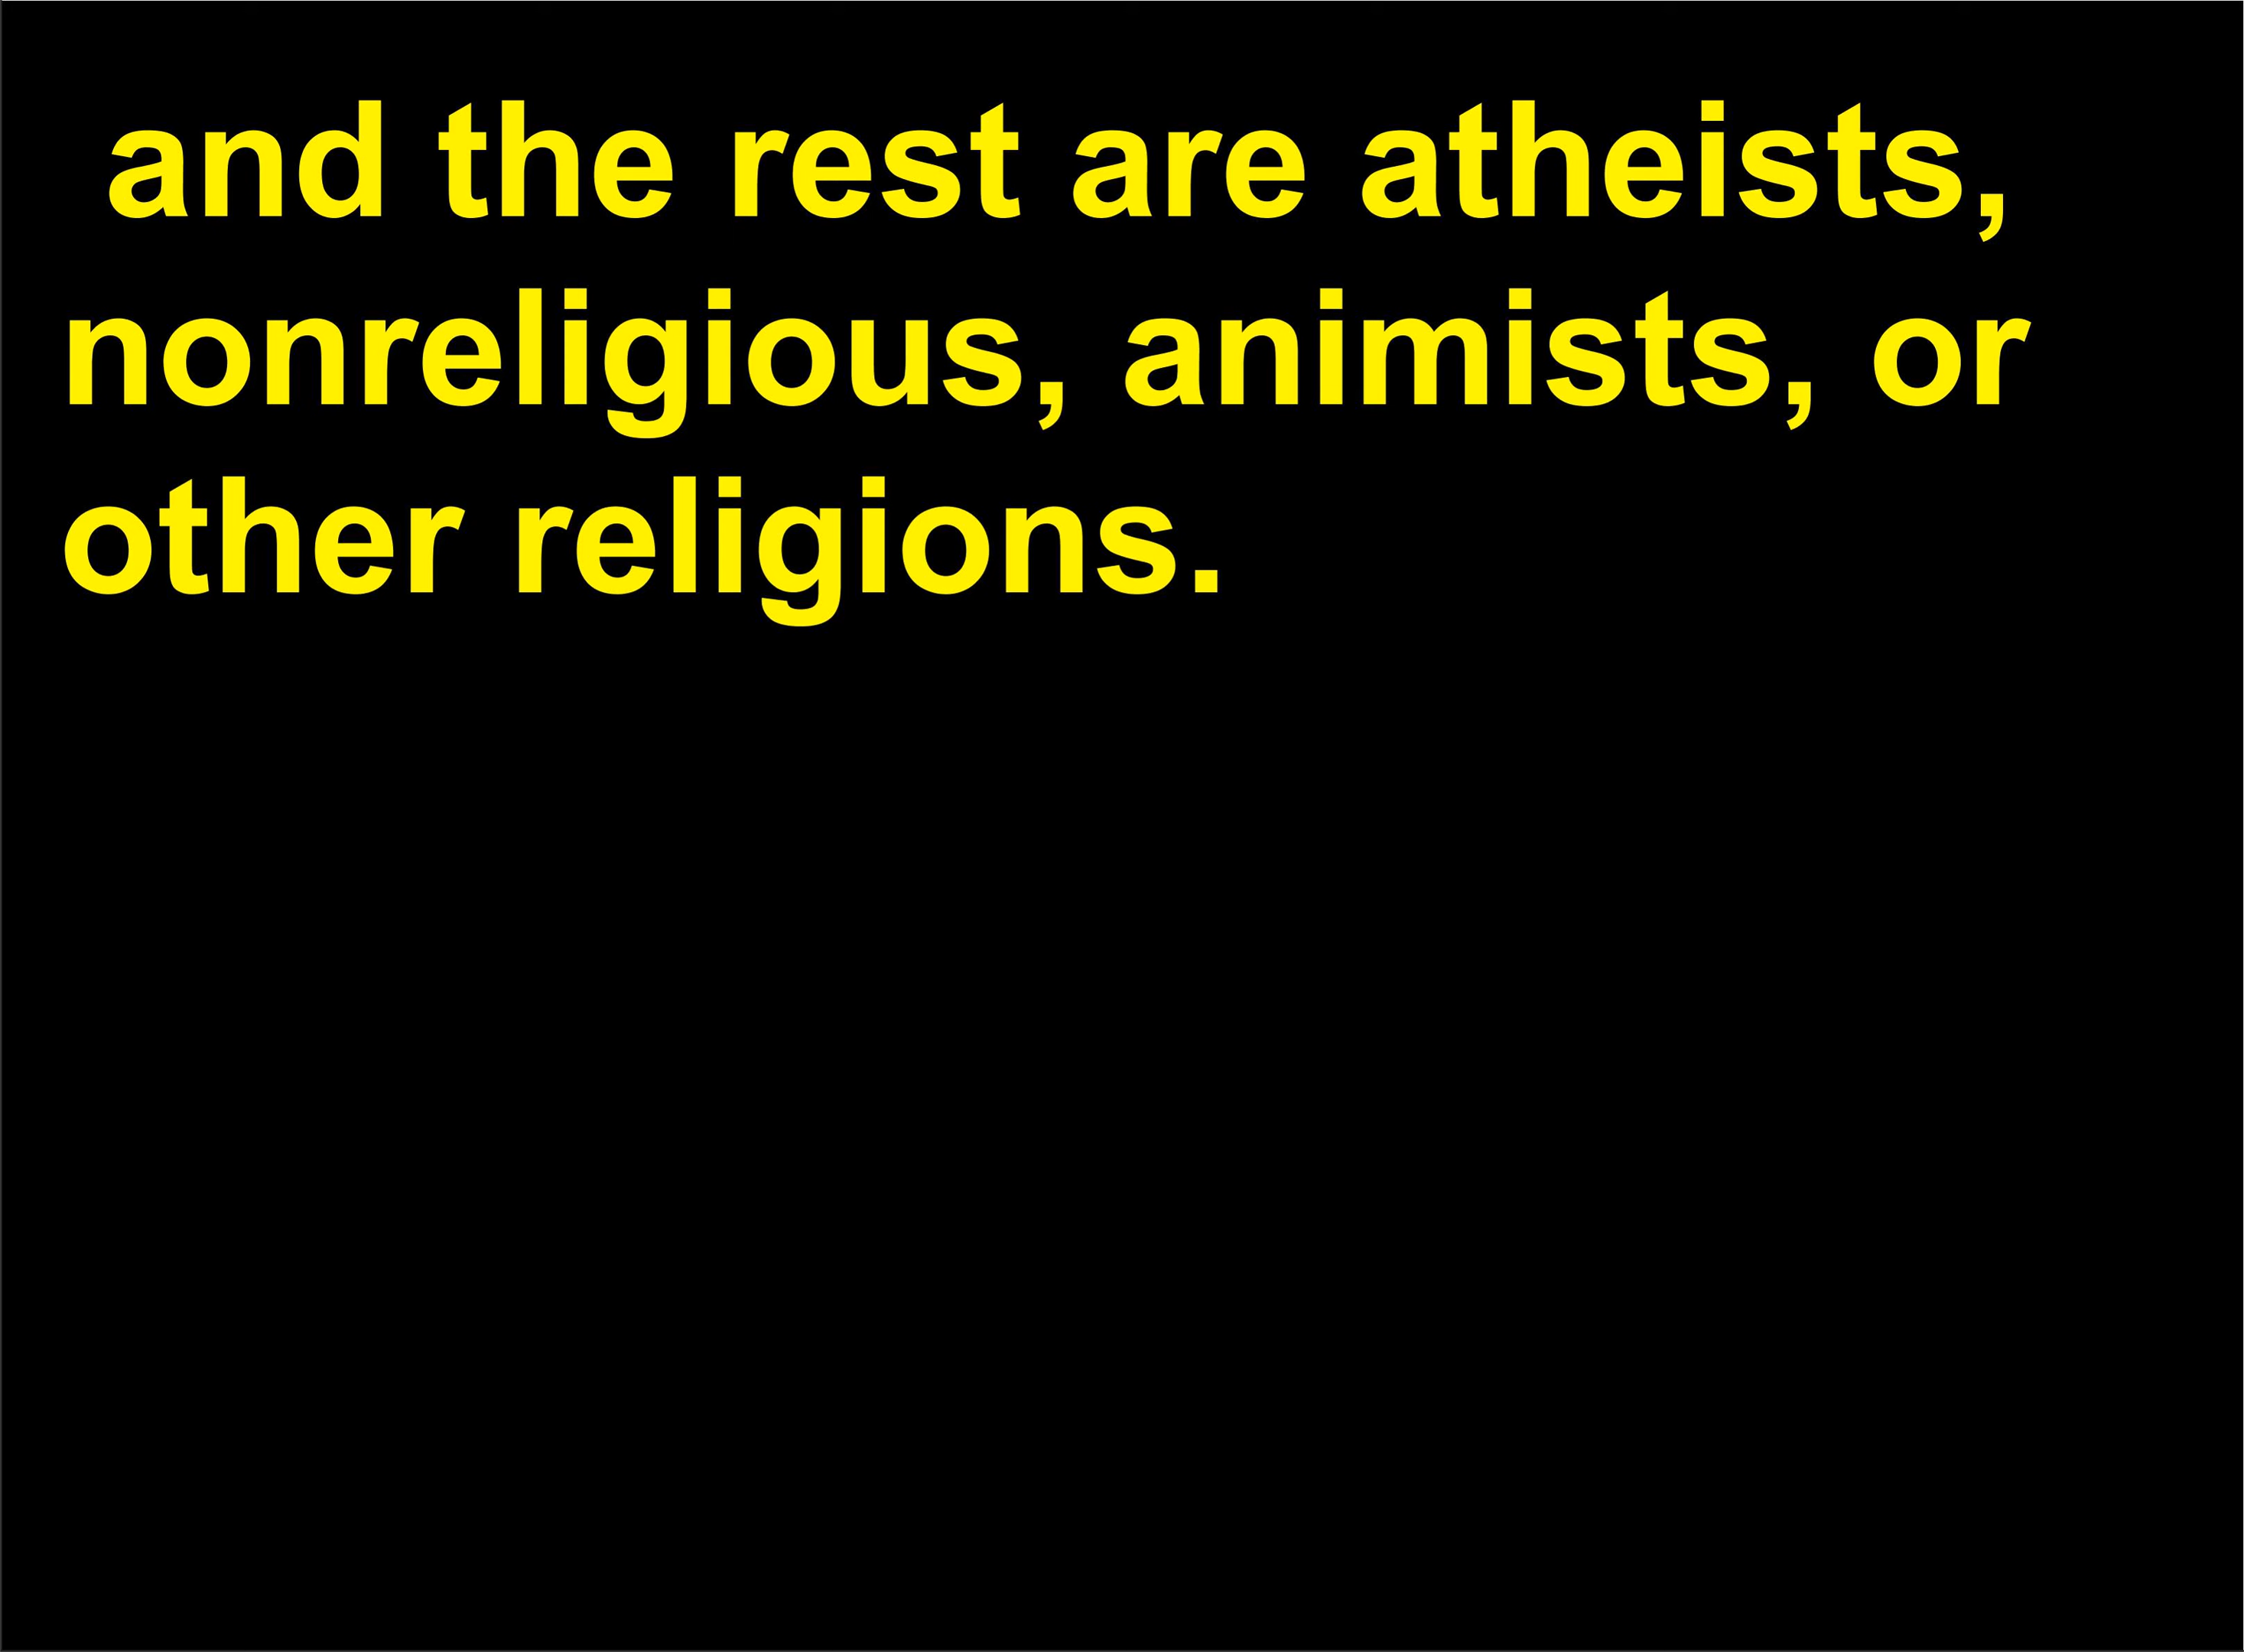 and the rest are atheists,
nonreligious, animists, or
other religions.